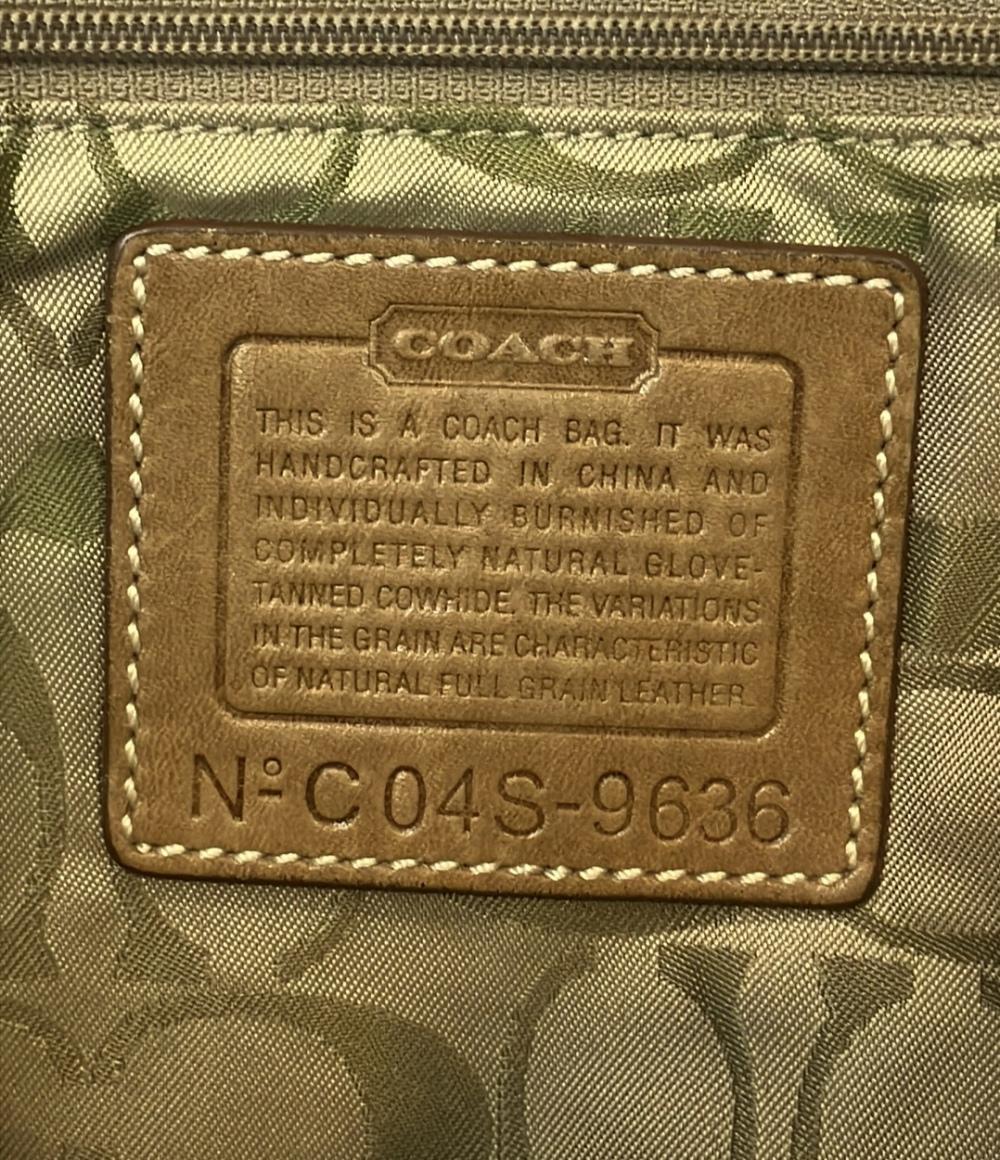 COACH
THIS IS A COACH BAG. IT WAS
HANDCRAFTED IN CHINA AND
INDIVIDUALLY BURNISHED OF
COMPLETELY NATURAL GLOVE-
TANNED COWHIDE. THE VARIATIONS
IN THE GRAIN ARE CHARACTERISTIC
OF NATURAL FULL GRAIN LEATHER.
Nº C04S-9636